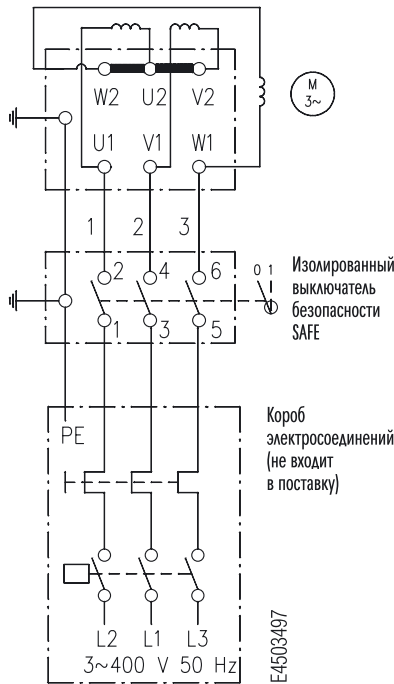 M
3~
W2 U2 V2
U1 V1 W1
1 2 3
2 4 6
0 1
1 3 5
Изолированный
выключатель
безопасности
SAFE
Короб
электросоединений
(не входит
в поставку)
PE
L2 L1 L3
3~400 V 50 Hz
E4503497